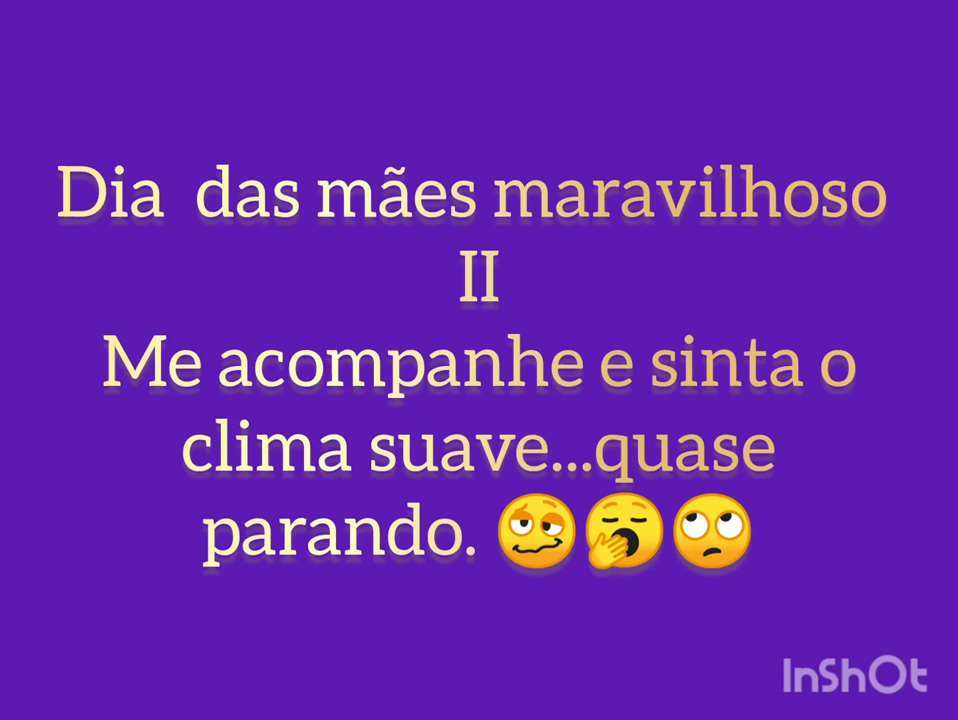 Dia das mães maravilhoso
II
Me acompanhe e sinta o
clima suave...quase
parando. 🥴🥱🙄
InShOt